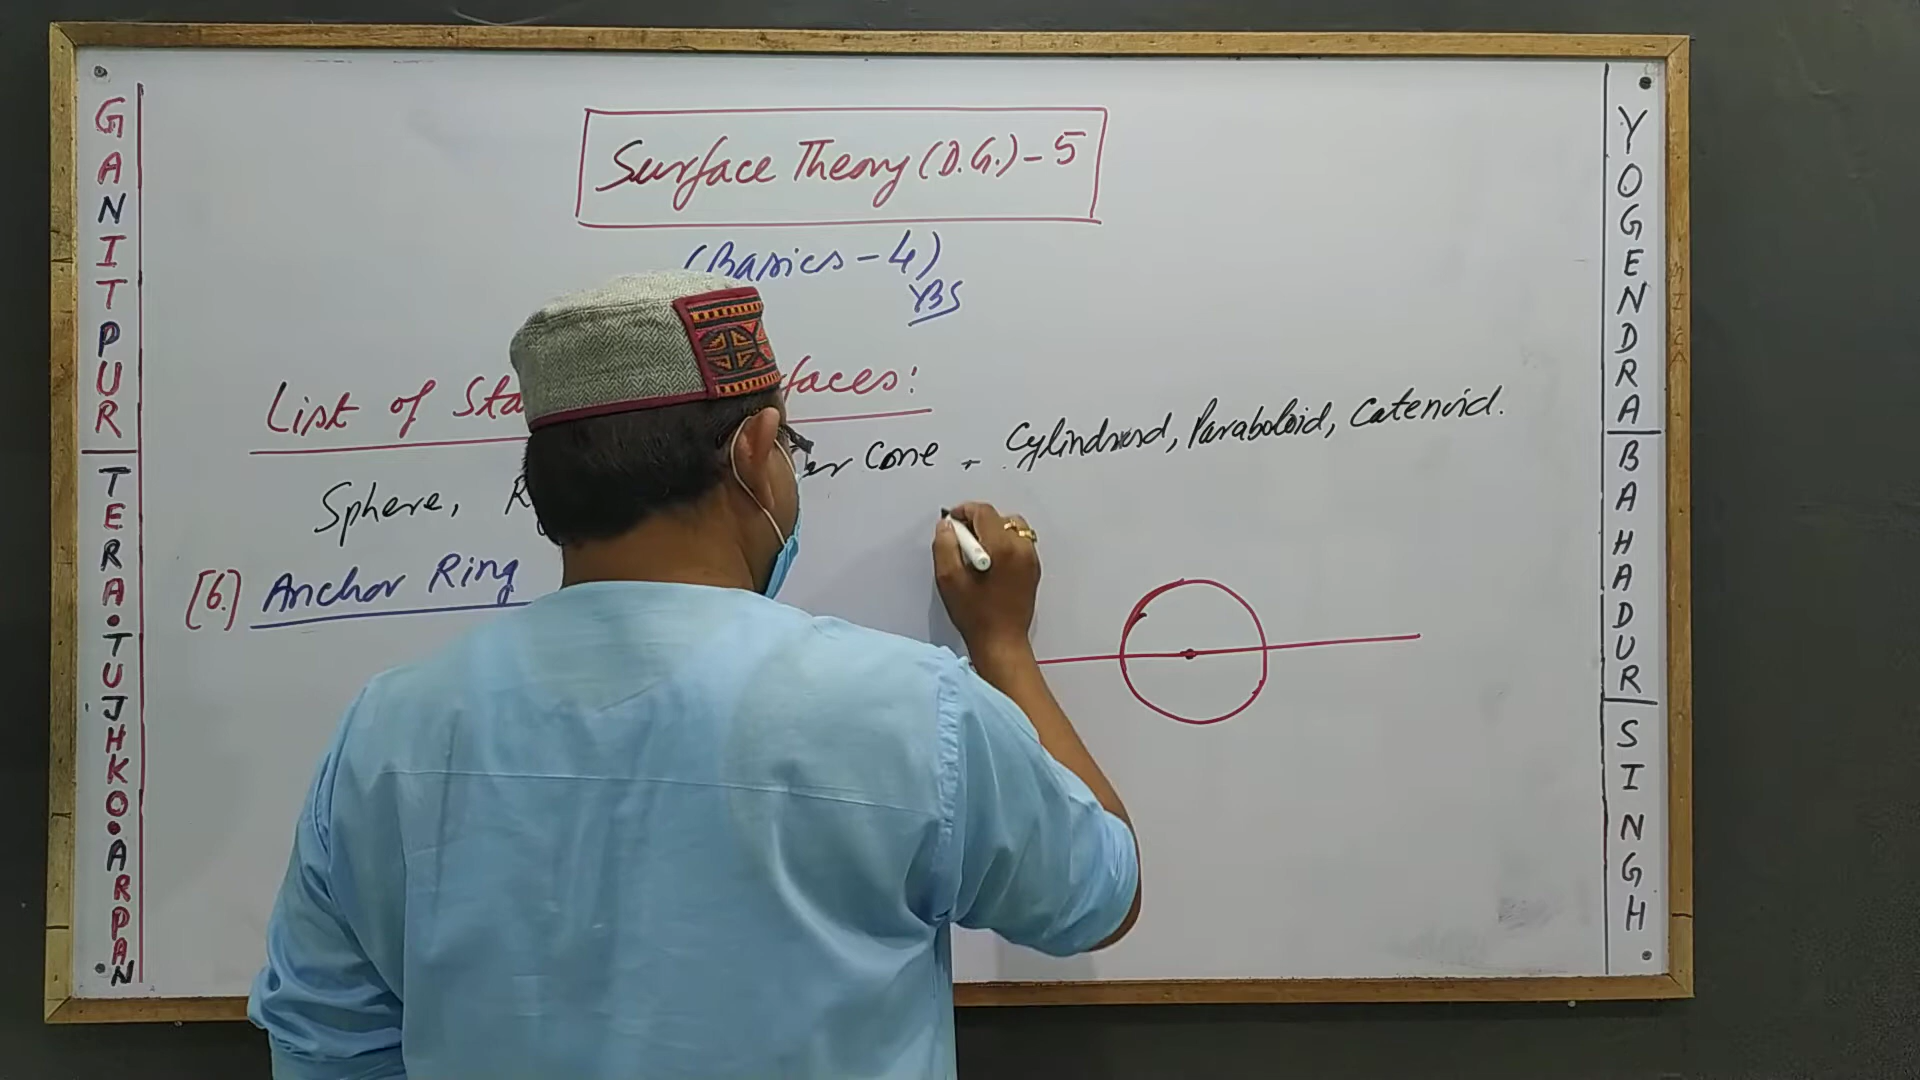 GANITPUR
TERA.TUJHKO.ARPAN
Surface Theory (D.G.) - 5
(Basics - 4)
YBS
List of Sta faces:
Sphere, Cone, Cylindrical, Paraboloid, Catenoid.
[6.] Anchor Ring
YOGENDRA
BAHADUR
SINGH